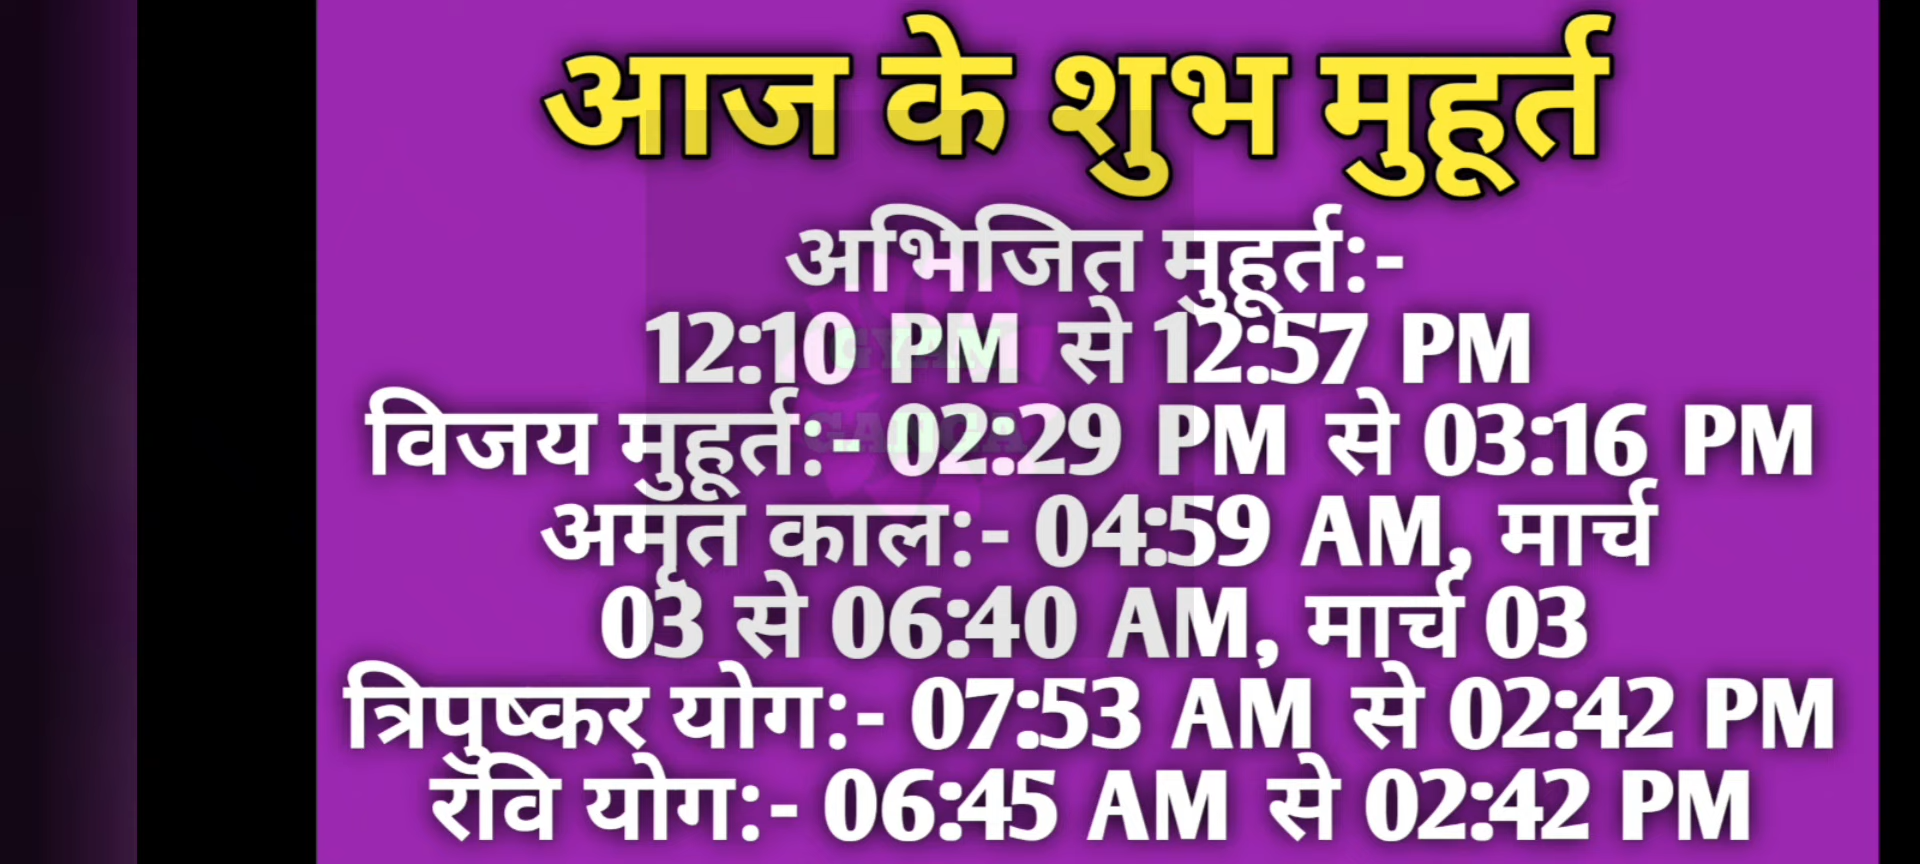 आज के शुभ मुहूर्त
अभिजित मुहूर्त:-
12:10 PM से 12:57 PM
विजय मुहूर्त:- 02:29 PM से 03:16 PM
अमृत काल:- 04:59 AM, मार्च
03 से 06:40 AM, मार्च 03
त्रिपुष्कर योग:- 07:53 AM से 02:42 PM
रवि योग:- 06:45 AM से 02:42 PM
GYAN
GANGA